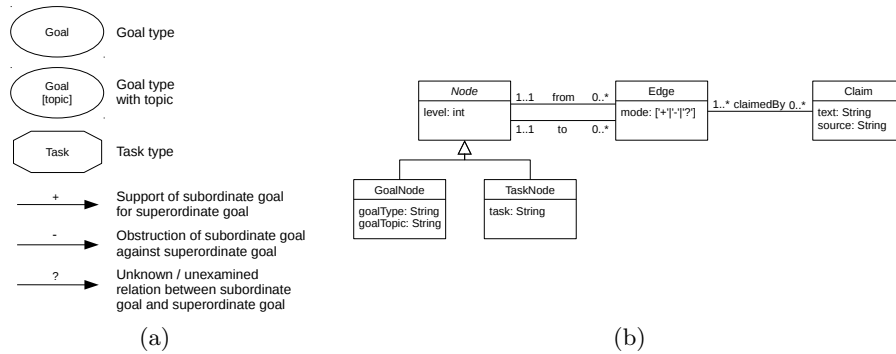 Goal
Goal type
Goal
[topic]
Goal type
with topic
Task
Task type
+
Support of subordinate goal
for superordinate goal
-
Obstruction of subordinate goal
against superordinate goal
?
Unknown / unexamined
relation between subordinate
goal and superordinate goal
(a)
Node
level: int
1..1 from 0..*
1..1 to 0..*
Edge
mode: ['+'|'-'|'?']
1..* claimedBy 0..*
Claim
text: String
source: String
GoalNode
goalType: String
goalTopic: String
TaskNode
task: String
(b)